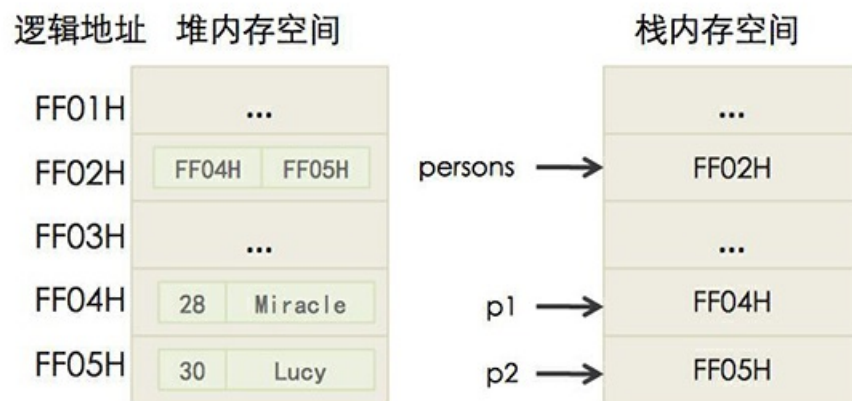 逻辑地址 堆内存空间 栈内存空间
FF01H ... ...
FF02H FF04H FF05H persons FF02H
FF03H ... ...
FF04H 28 Miracle p1 FF04H
FF05H 30 Lucy p2 FF05H